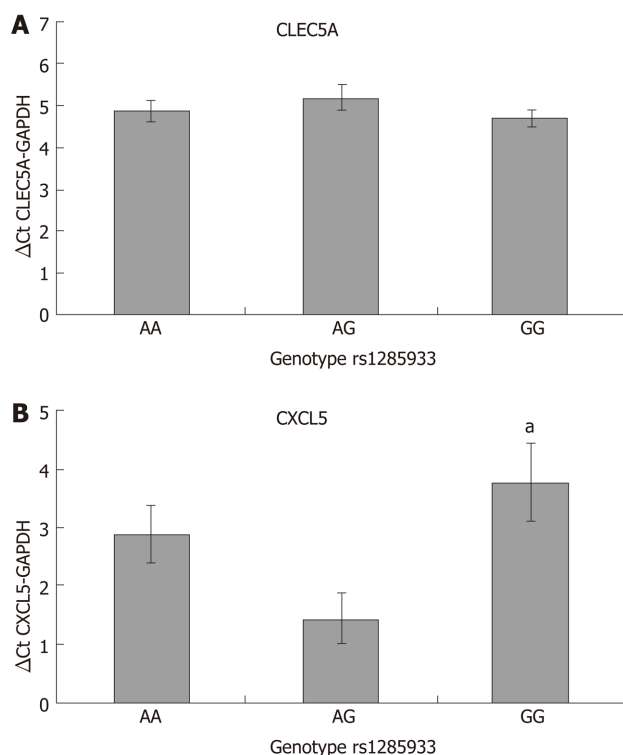 A
CLEC5A
7
6
5
4
3
2
1
0
ΔCt CLEC5A-GAPDH
AA AG GG
Genotype rs1285933
B
CXCL5
a
5
4
3
2
1
0
ΔCt CXCL5-GAPDH
AA AG GG
Genotype rs1285933